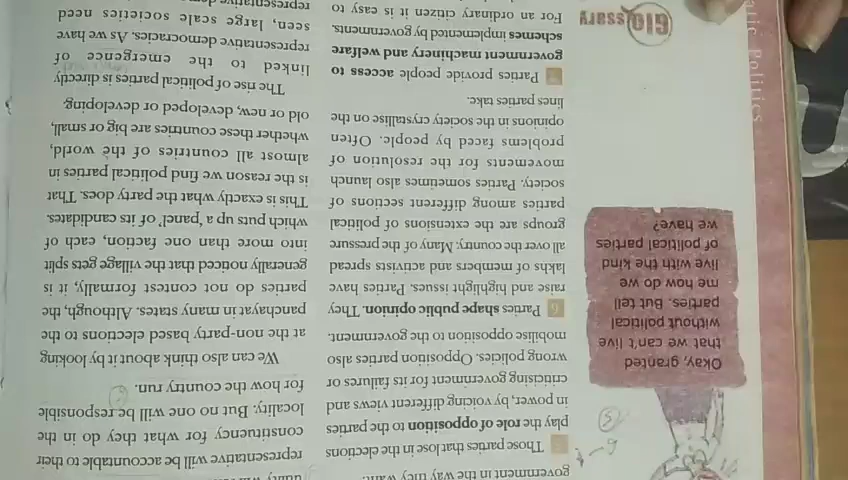 government in the way they want.
Those parties that lose in the elections
play the role of opposition to the parties
in power, by voicing different views and
criticising government for its failures or
wrong policies. Opposition parties also
mobilise opposition to the government.
6 Parties shape public opinion. They
raise and highlight issues. Parties have
lakhs of members and activists spread
all over the country. Many of the pressure
groups are the extensions of political
parties among different sections of
society. Parties sometimes also launch
movements for the resolution of
problems faced by people. Often
opinions in the society crystallise on the
lines parties take.
Parties provide people access to
government machinery and welfare
schemes implemented by governments.
For an ordinary citizen it is easy to
representative will be accountable to their
constituency for what they do in the
locality. But no one will be responsible
for how the country run.
We can also think about it by looking
at the non-party based elections to the
panchayat in many states. Although, the
parties do not contest formally, it is
generally noticed that the village gets split
into more than one faction, each of
which puts up a 'panel' of its candidates.
This is exactly what the party does. That
is the reason we find political parties in
almost all countries of the world,
whether these countries are big or small,
old or new, developed or developing.
The rise of political parties is directly
linked to the emergence of
representative democracies. As we have
seen, large scale societies need
representative
Okay, granted
that we can't live
without political
parties. But tell
me how do we
live with the kind
of political parties
we have?
Glossary
Politics
5